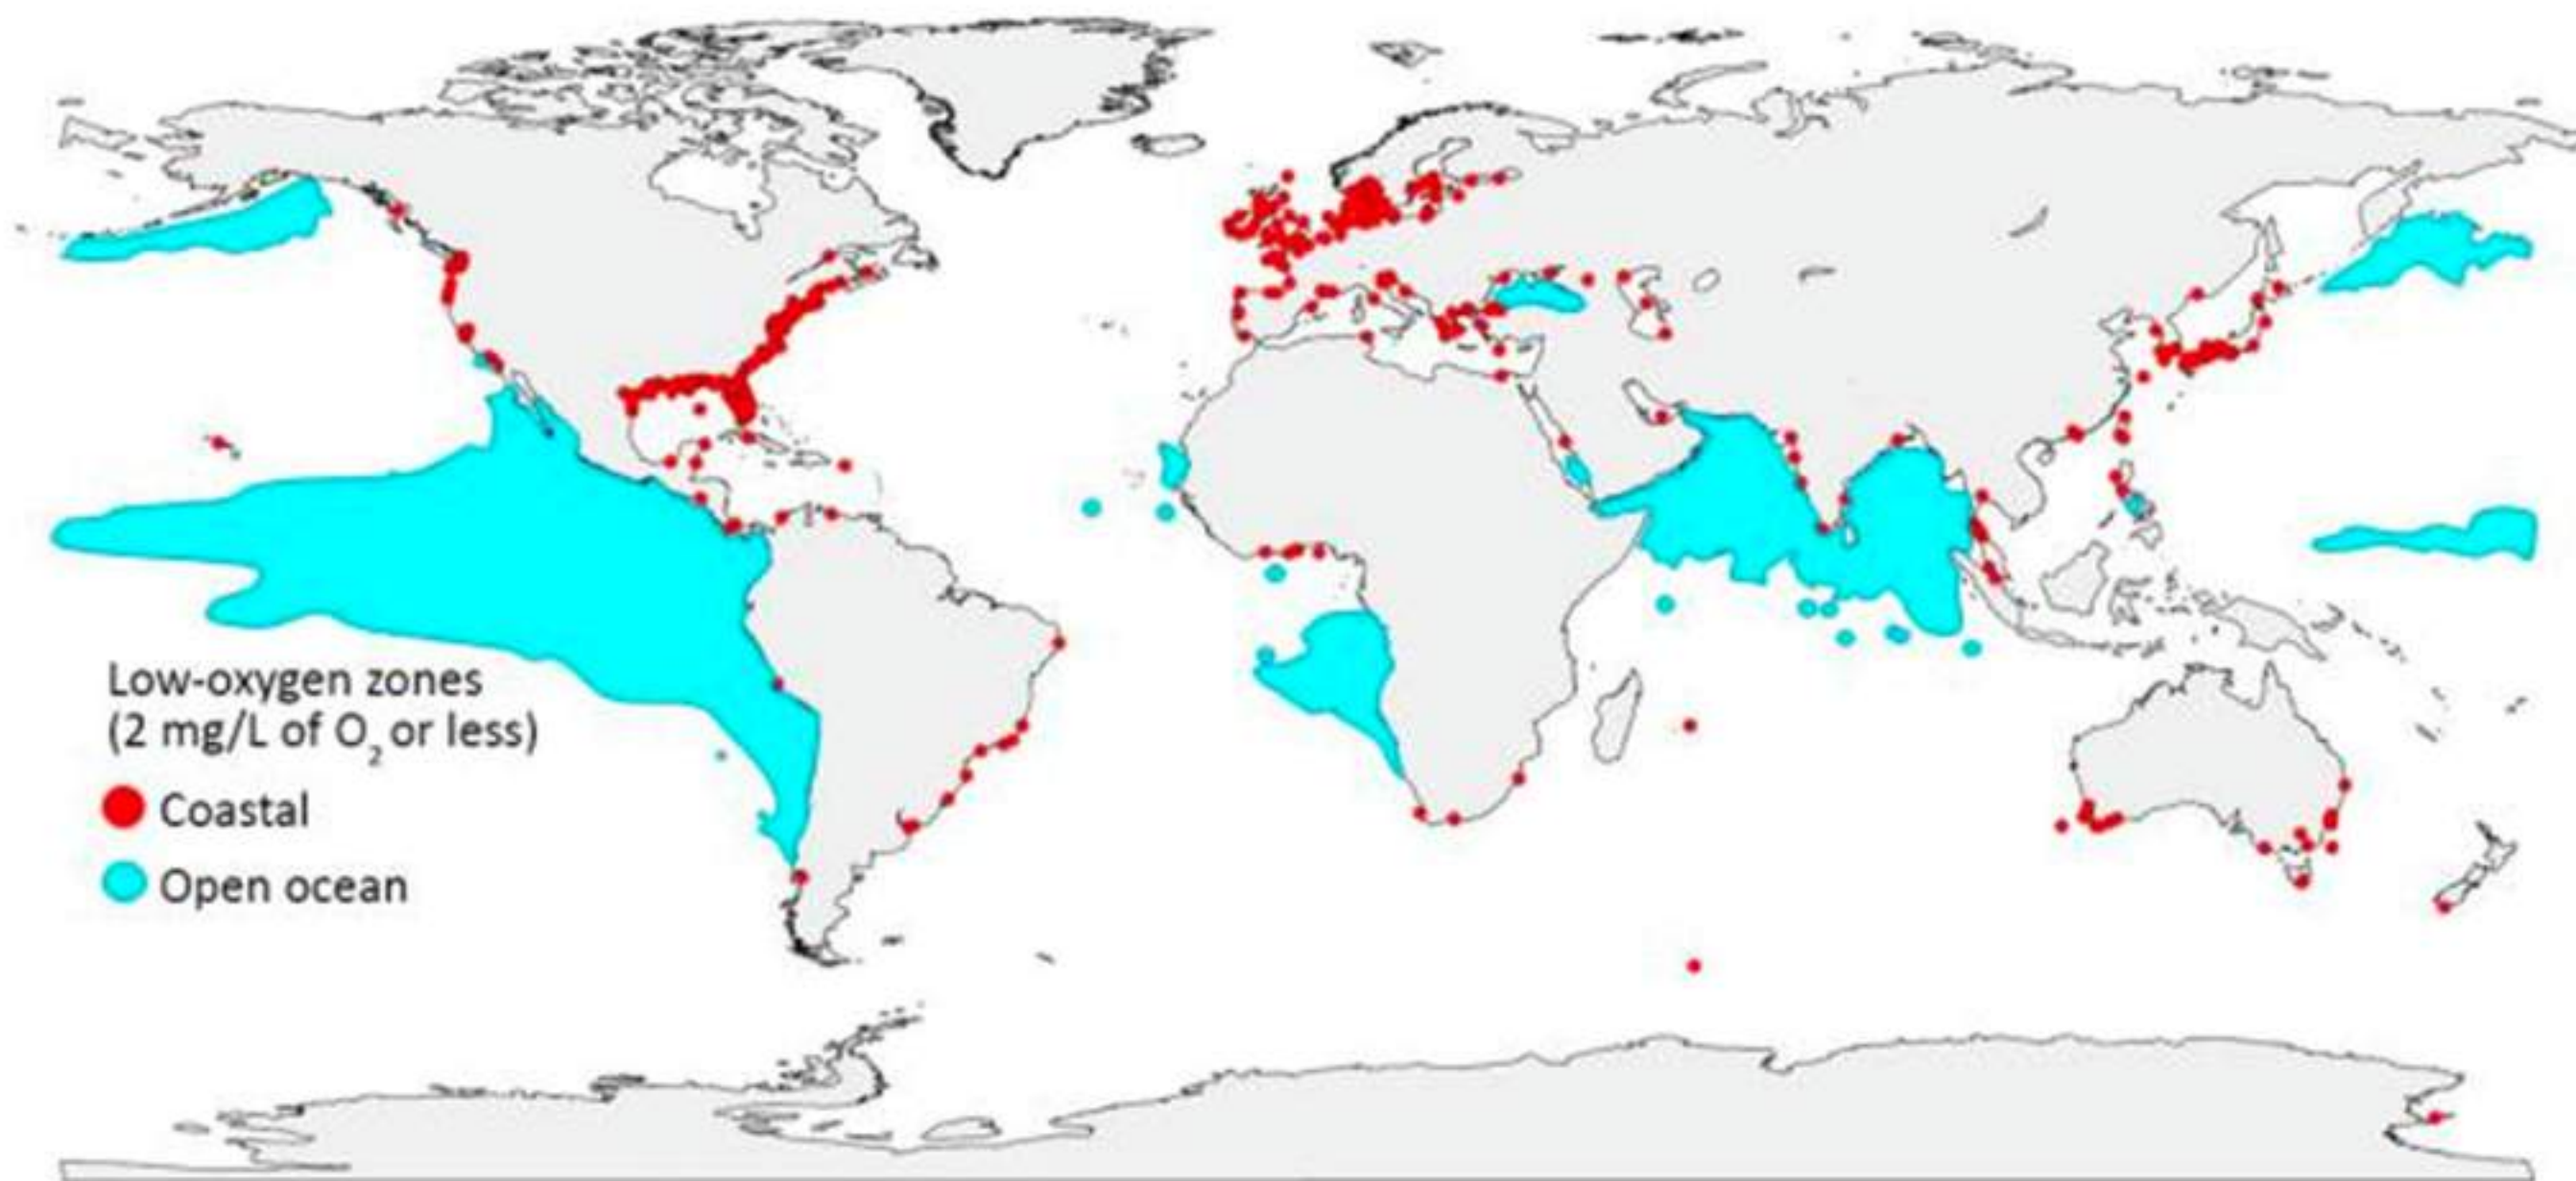 Low-oxygen zones
(2 mg/L of O₂ or less)
Coastal
Open ocean